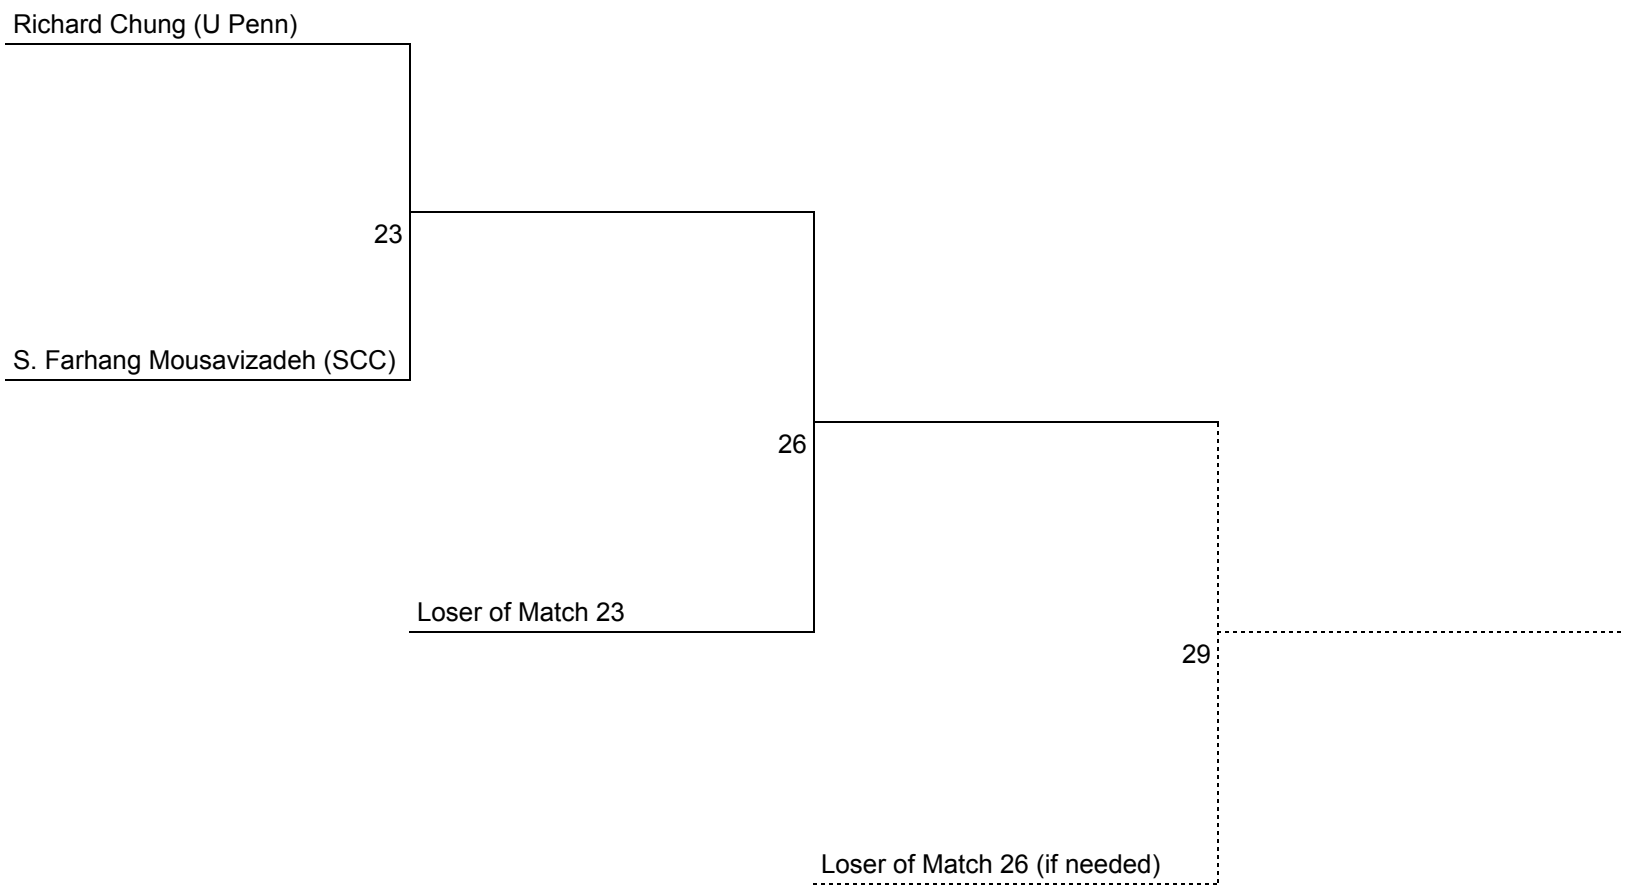 Richard Chung (U Penn)
23
S. Farhang Mousavizadeh (SCC)
26
Loser of Match 23
29
Loser of Match 26 (if needed)